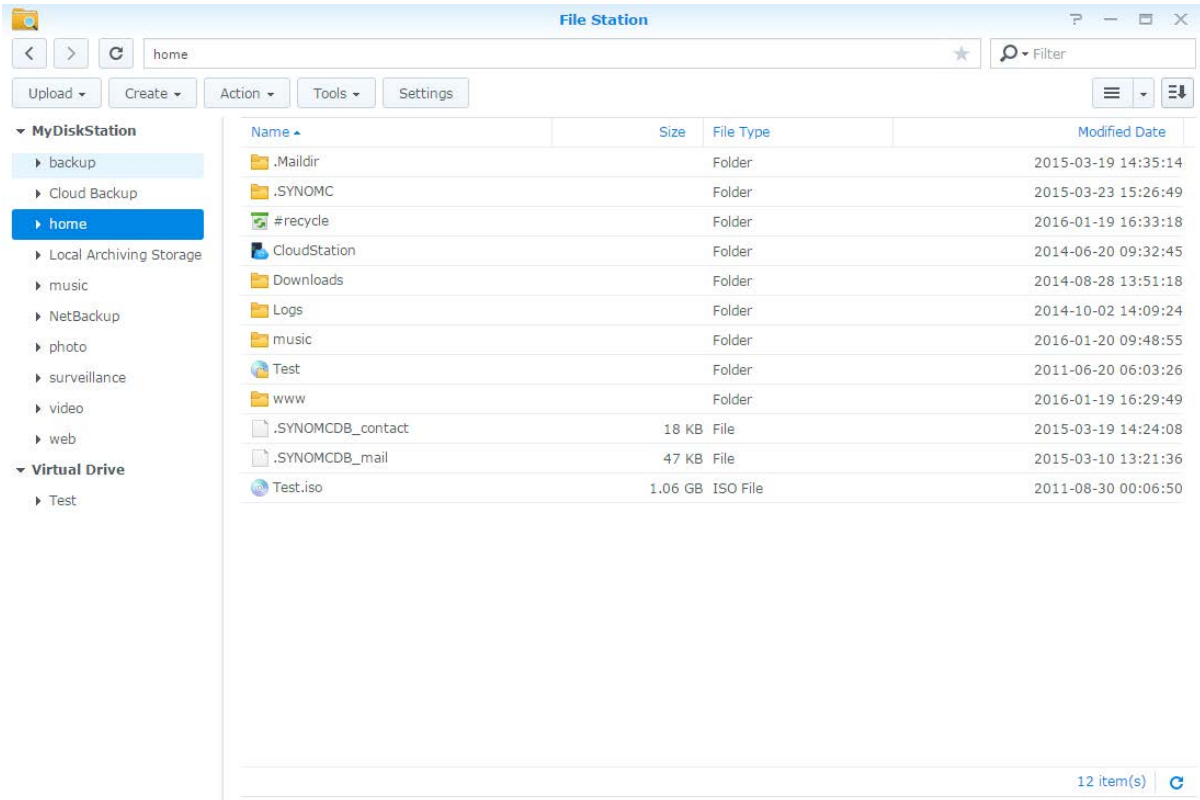 File Station
home
Filter
Upload Create Action Tools Settings
MyDiskStation
backup
Cloud Backup
home
Local Archiving Storage
music
NetBackup
photo
surveillance
video
web
Virtual Drive
Test
Name Size File Type Modified Date
.Maildir Folder 2015-03-19 14:35:14
.SYNOMC Folder 2015-03-23 15:26:49
#recycle Folder 2016-01-19 16:33:18
CloudStation Folder 2014-06-20 09:32:45
Downloads Folder 2014-08-28 13:51:18
Logs Folder 2014-10-02 14:09:24
music Folder 2016-01-20 09:48:55
Test Folder 2011-06-20 06:03:26
www Folder 2016-01-19 16:29:49
.SYNOMCDB_contact 18 KB File 2015-03-19 14:24:08
.SYNOMCDB_mail 47 KB File 2015-03-10 13:21:36
Test.iso 1.06 GB ISO File 2011-08-30 00:06:50
12 item(s)